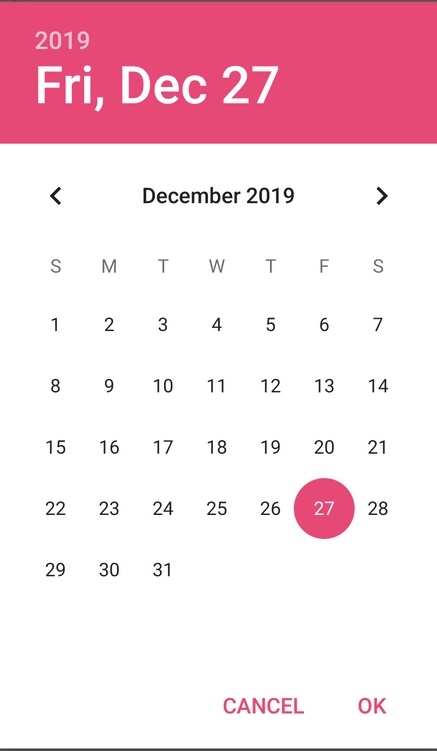 2019
Fri, Dec 27
December 2019
S M T W T F S
1 2 3 4 5 6 7
8 9 10 11 12 13 14
15 16 17 18 19 20 21
22 23 24 25 26 27 28
29 30 31
CANCEL OK